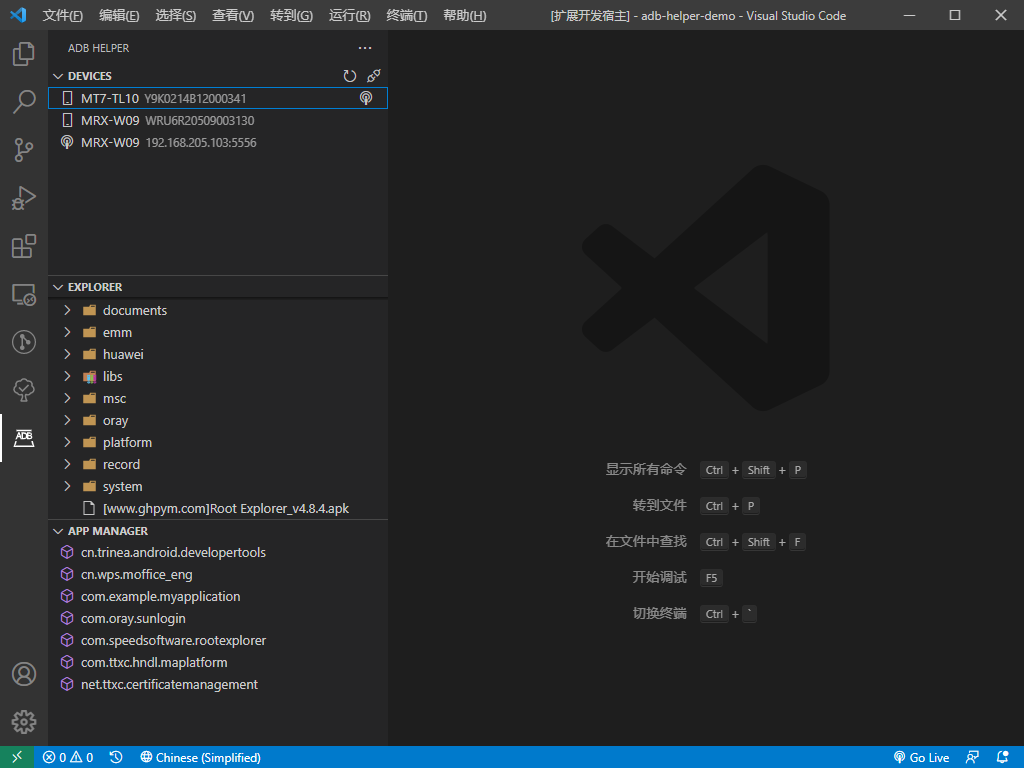 文件(F) 编辑(E) 选择(S) 查看(V) 转到(G) 运行(R) 终端(T) 帮助(H) [扩展开发宿主] - adb-helper-demo - Visual Studio Code
ADB HELPER
DEVICES
MT7-TL10 Y9K0214B12000341
MRX-W09 WRU6R20509003130
MRX-W09 192.168.205.103:5556
EXPLORER
documents
emm
huawei
libs
msc
oray
platform
record
system
[www.ghpym.com]Root Explorer_v4.8.4.apk
APP MANAGER
cn.trinea.android.developertools
cn.wps.moffice_eng
com.example.myapplication
com.oray.sunlogin
com.speedsoftware.rootexplorer
com.ttxc.hndl.maplatform
net.ttxc.certificatemanagement
ADB
显示所有命令 Ctrl + Shift + P
转到文件 Ctrl + P
在文件中查找 Ctrl + Shift + F
开始调试 F5
切换终端 Ctrl + `
0 0 Chinese (Simplified) Go Live